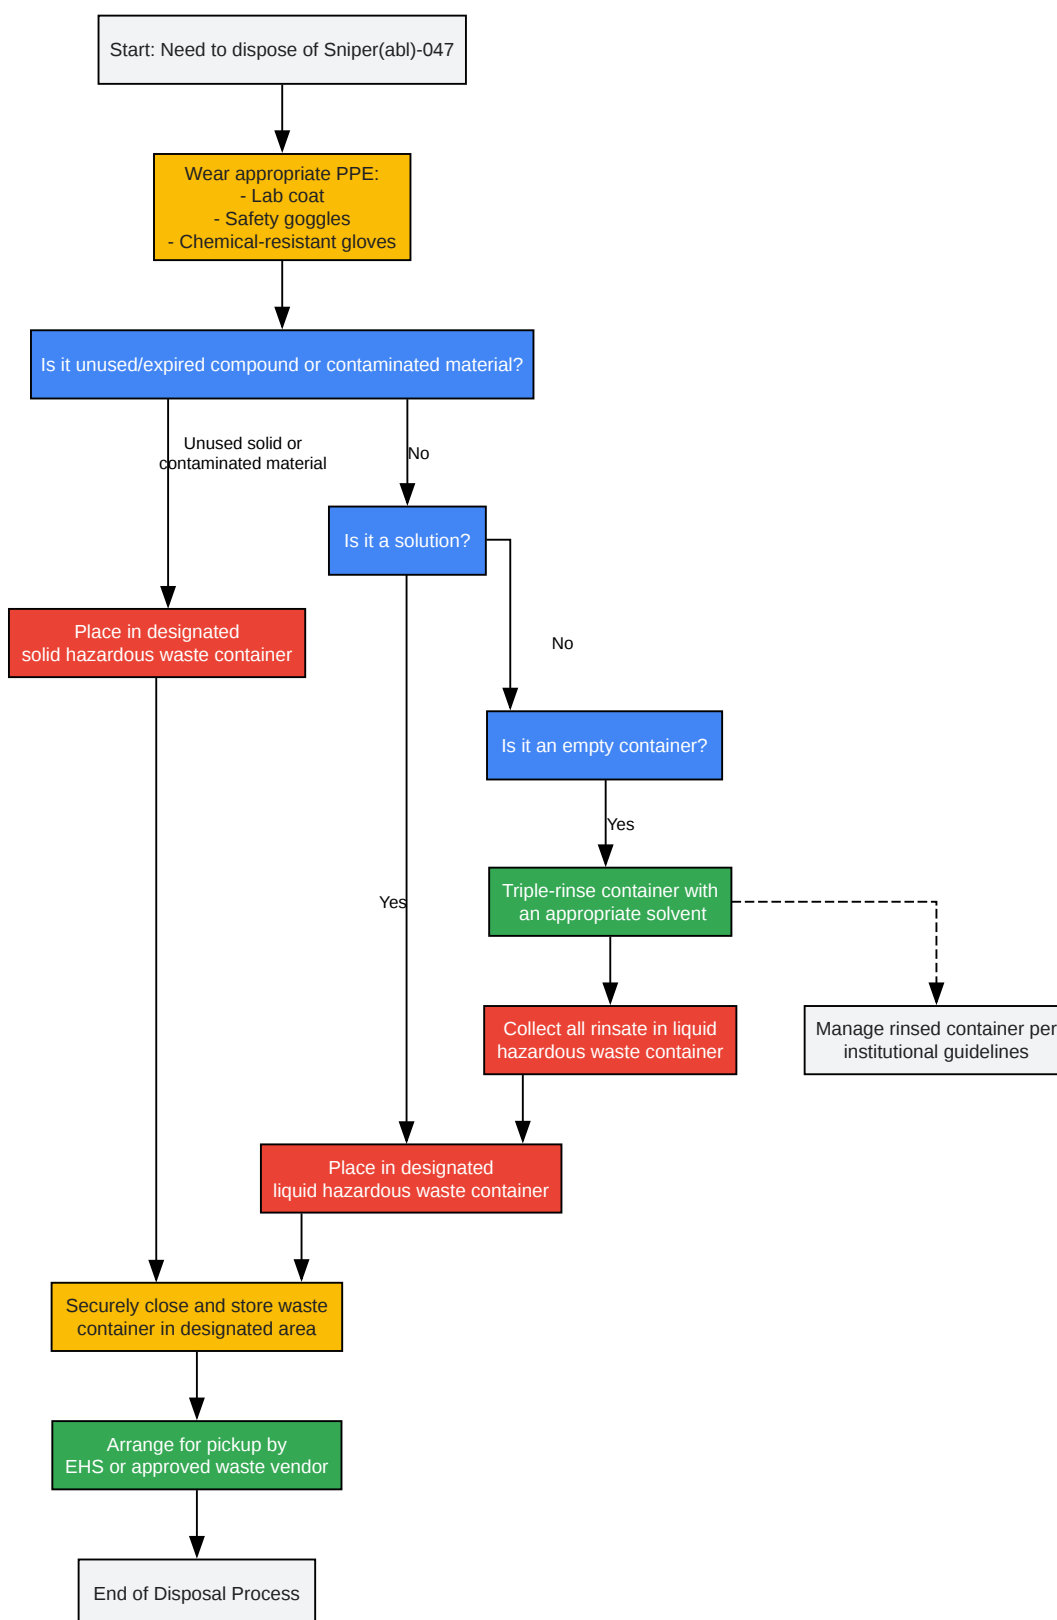 Start: Need to dispose of Sniper(abl)-047
Wear appropriate PPE:
- Lab coat
- Safety goggles
- Chemical-resistant gloves
Is it unused/expired compound or contaminated material?
Unused solid or
contaminated material
No
Is it a solution?
Place in designated
solid hazardous waste container
No
Is it an empty container?
Yes
Triple-rinse container with
an appropriate solvent
Yes
Collect all rinsate in liquid
hazardous waste container
Manage rinsed container per
institutional guidelines
Place in designated
liquid hazardous waste container
Securely close and store waste
container in designated area
Arrange for pickup by
EHS or approved waste vendor
End of Disposal Process